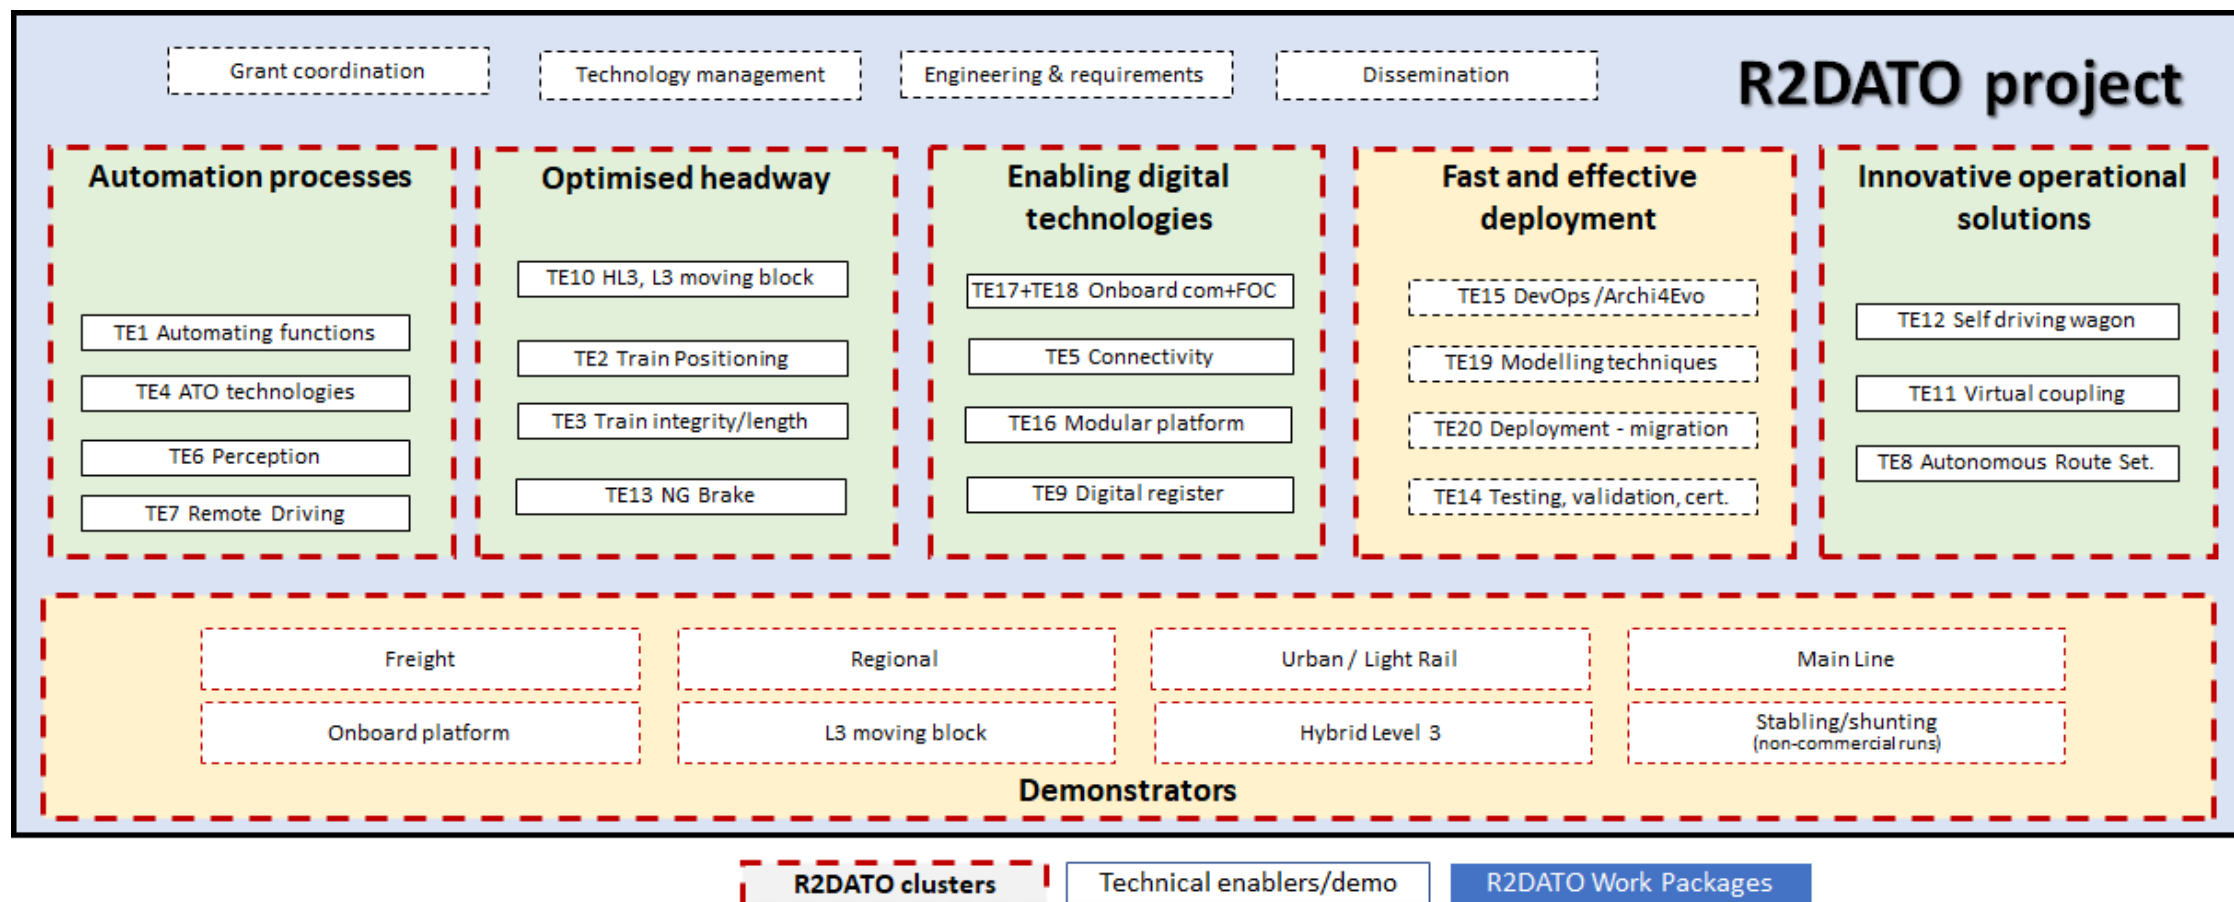 Grant coordination
Technology management
Engineering & requirements
Dissemination
R2DATO project
Automation processes
TE1 Automating functions
TE4 ATO technologies
TE6 Perception
TE7 Remote Driving
Optimised headway
TE10 HL3, L3 moving block
TE2 Train Positioning
TE3 Train integrity/length
TE13 NG Brake
Enabling digital
technologies
TE17+TE18 Onboard com+FOC
TE5 Connectivity
TE16 Modular platform
TE9 Digital register
Fast and effective
deployment
TE15 DevOps /Archi4Evo
TE19 Modelling techniques
TE20 Deployment - migration
TE14 Testing, validation, cert.
Innovative operational
solutions
TE12 Self driving wagon
TE11 Virtual coupling
TE8 Autonomous Route Set.
Freight
Regional
Urban / Light Rail
Main Line
Onboard platform
L3 moving block
Hybrid Level 3
Stabling/shunting
(non-commercial runs)
Demonstrators
R2DATO clusters
Technical enablers/demo
R2DATO Work Packages